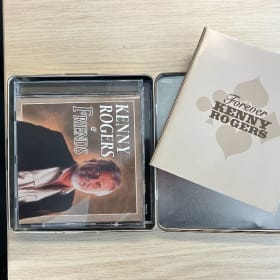 KENNY
ROGERS
&
FRIENDS
Forever
KENNY
ROGERS